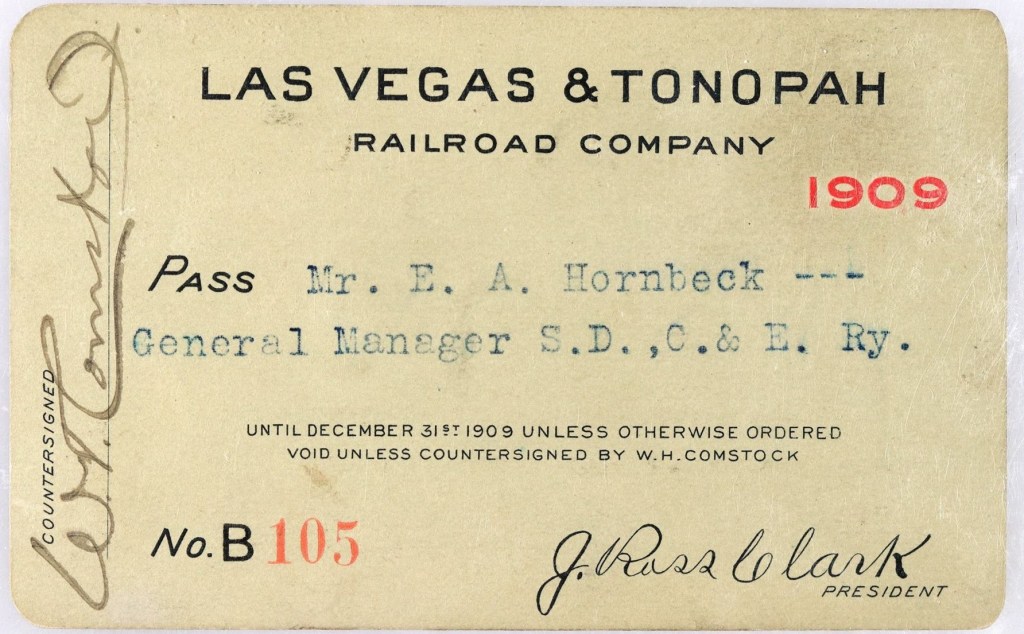 LAS VEGAS & TONOPAH
RAILROAD COMPANY
1909
PASS Mr. E. A. Hornbeck ---
General Manager S.D.,C.& E. Ry.
UNTIL DECEMBER 31ST 1909 UNLESS OTHERWISE ORDERED
VOID UNLESS COUNTERSIGNED BY W.H.COMSTOCK
No. B 105
J. Ross Clark
PRESIDENT
COUNTERSIGNED
W.H. Comstock